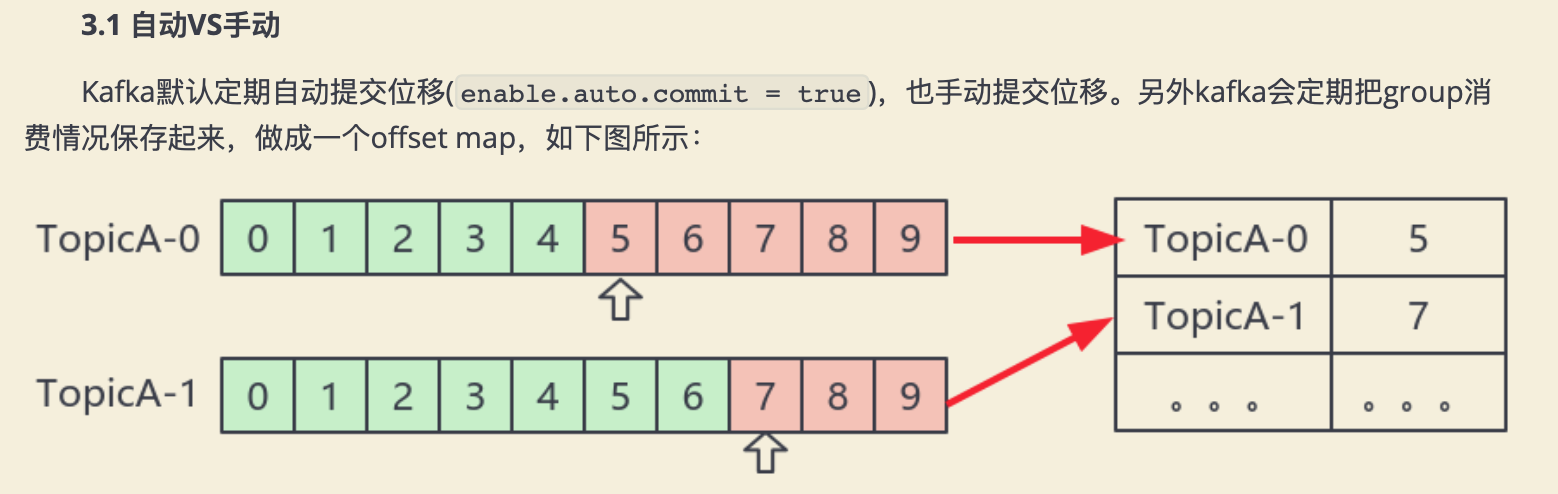 3.1 自动VS手动
Kafka默认定期自动提交位移(enable.auto.commit = true)，也手动提交位移。另外kafka会定期把group消
费情况保存起来，做成一个offset map，如下图所示：
TopicA-0 0 1 2 3 4 5 6 7 8 9 TopicA-0 5
TopicA-1 7
TopicA-1 0 1 2 3 4 5 6 7 8 9
。。。 。。。